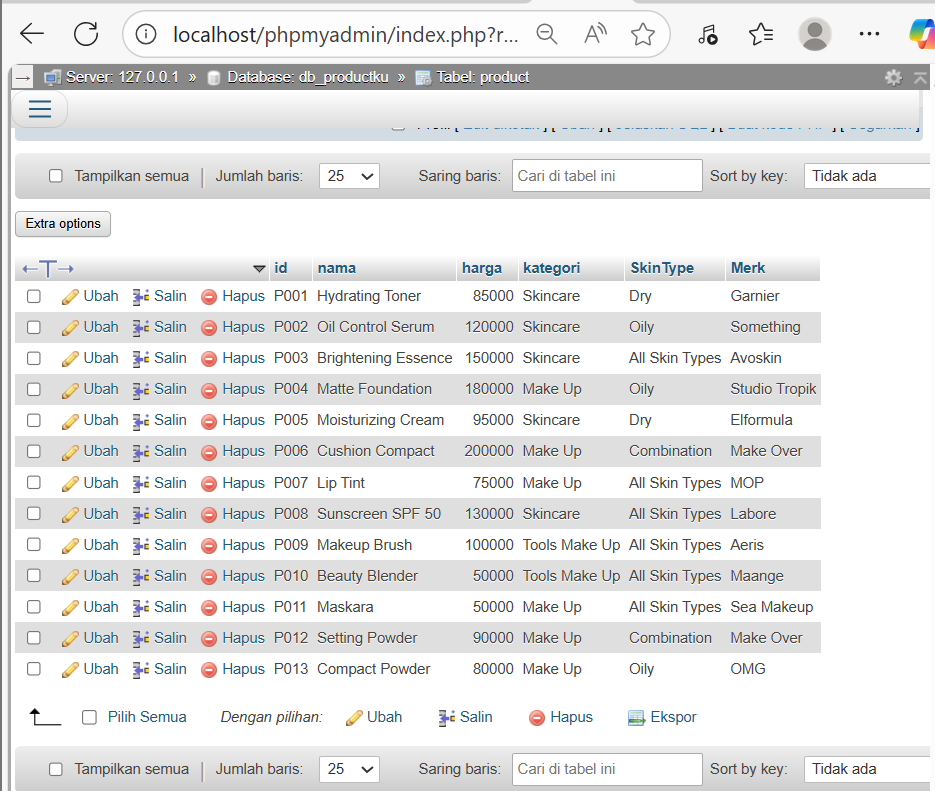 localhost/phpmyadmin/index.php?r...
Server: 127.0.0.1 » Database: db_productku » Tabel: product
Tampilkan semua | Jumlah baris: 25 Saring baris: Cari di tabel ini Sort by key: Tidak ada
Extra options
←T→ id nama harga kategori SkinType Merk
Ubah Salin Hapus P001 Hydrating Toner 85000 Skincare Dry Garnier
Ubah Salin Hapus P002 Oil Control Serum 120000 Skincare Oily Something
Ubah Salin Hapus P003 Brightening Essence 150000 Skincare All Skin Types Avoskin
Ubah Salin Hapus P004 Matte Foundation 180000 Make Up Oily Studio Tropik
Ubah Salin Hapus P005 Moisturizing Cream 95000 Skincare Dry Elformula
Ubah Salin Hapus P006 Cushion Compact 200000 Make Up Combination Make Over
Ubah Salin Hapus P007 Lip Tint 75000 Make Up All Skin Types MOP
Ubah Salin Hapus P008 Sunscreen SPF 50 130000 Skincare All Skin Types Labore
Ubah Salin Hapus P009 Makeup Brush 100000 Tools Make Up All Skin Types Aeris
Ubah Salin Hapus P010 Beauty Blender 50000 Tools Make Up All Skin Types Maange
Ubah Salin Hapus P011 Maskara 50000 Make Up All Skin Types Sea Makeup
Ubah Salin Hapus P012 Setting Powder 90000 Make Up Combination Make Over
Ubah Salin Hapus P013 Compact Powder 80000 Make Up Oily OMG
Pilih Semua Dengan pilihan: Ubah Salin Hapus Ekspor
Tampilkan semua | Jumlah baris: 25 Saring baris: Cari di tabel ini Sort by key: Tidak ada